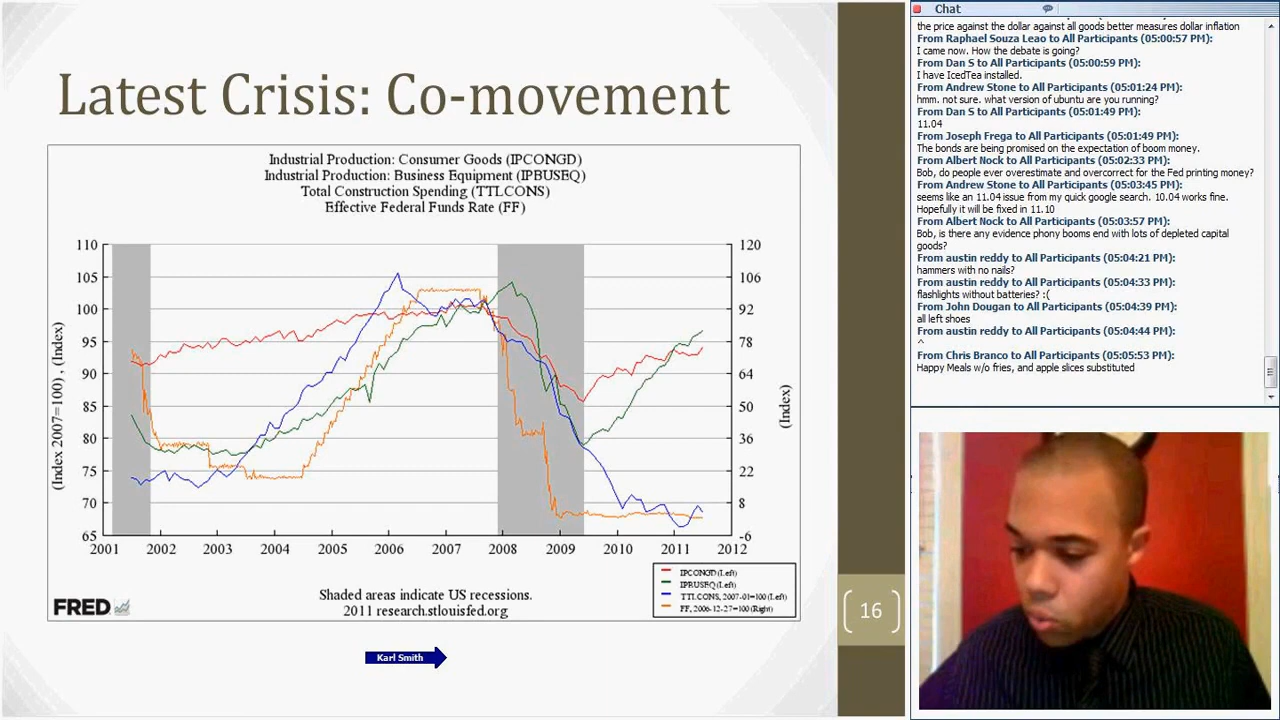 Latest Crisis: Co-movement
Industrial Production: Consumer Goods (IPCONGD)
Industrial Production: Business Equipment (IPBUSEQ)
Total Construction Spending (TTLCONS)
Effective Federal Funds Rate (FF)
110
105
100
95
90
85
80
75
70
65
(Index 2007=100) , (Index)
120
106
92
78
64
50
36
22
8
-6
(Index)
2001 2002 2003 2004 2005 2006 2007 2008 2009 2010 2011 2012
IPCONGD (Left)
IPBUSEQ (Left)
TTLCONS, 2007-01=100 (Left)
FF, 2006-12-27=100 (Right)
Shaded areas indicate US recessions.
2011 research.stlouisfed.org
FRED
16
Karl Smith
Chat
the price against the dollar against all goods better measures dollar inflation
From Raphael Souza Leao to All Participants (05:00:57 PM):
I came now. How the debate is going?
From Dan S to All Participants (05:00:59 PM):
I have IcedTea installed.
From Andrew Stone to All Participants (05:01:24 PM):
hmm. not sure. what version of ubuntu are you running?
From Dan S to All Participants (05:01:49 PM):
11.04
From Joseph Frega to All Participants (05:01:49 PM):
The bonds are being promised on the expectation of boom money.
From Albert Nock to All Participants (05:02:33 PM):
Bob, do people ever overestimate and overcorrect for the Fed printing money?
From Andrew Stone to All Participants (05:03:45 PM):
seems like an 11.04 issue from my quick google search. 10.04 works fine.
Hopefully it will be fixed in 11.10
From Albert Nock to All Participants (05:03:57 PM):
Bob, is there any evidence phony booms end with lots of depleted capital
goods?
From austin reddy to All Participants (05:04:21 PM):
hammers with no nails?
From austin reddy to All Participants (05:04:33 PM):
flashlights without batteries? :(
From John Dougan to All Participants (05:04:39 PM):
all left shoes
From austin reddy to All Participants (05:04:44 PM):
^
From Chris Branco to All Participants (05:05:53 PM):
Happy Meals w/o fries, and apple slices substituted